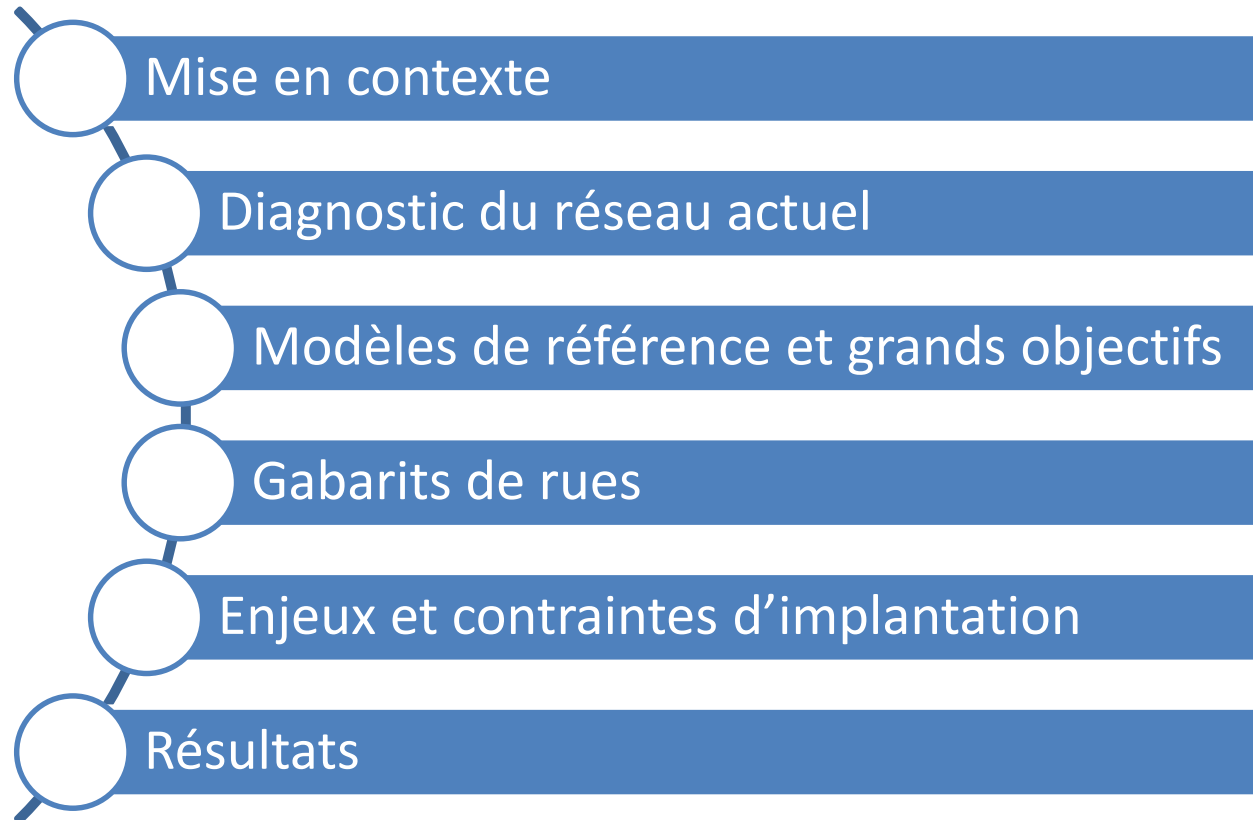 Mise en contexte
Diagnostic du réseau actuel
Modèles de référence et grands objectifs
Gabarits de rues
Enjeux et contraintes d’implantation
Résultats